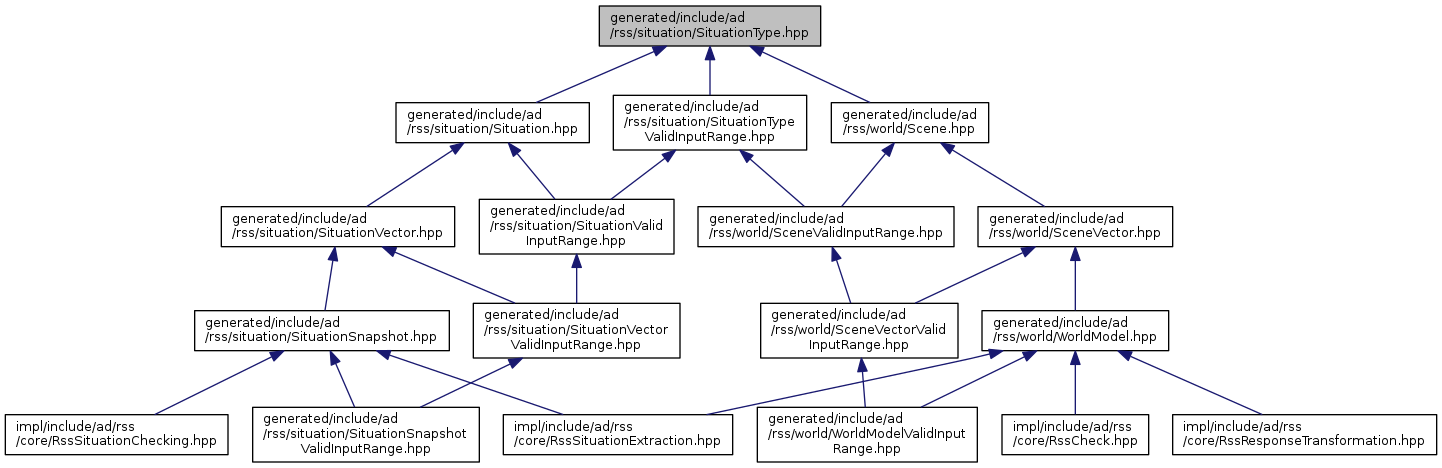 generated/include/ad
/rss/situation/SituationType.hpp
generated/include/ad
/rss/situation/Situation.hpp
generated/include/ad
/rss/situation/SituationType
ValidInputRange.hpp
generated/include/ad
/rss/world/Scene.hpp
generated/include/ad
/rss/situation/SituationVector.hpp
generated/include/ad
/rss/situation/SituationValid
InputRange.hpp
generated/include/ad
/rss/world/SceneValidInputRange.hpp
generated/include/ad
/rss/world/SceneVector.hpp
generated/include/ad
/rss/situation/SituationSnapshot.hpp
generated/include/ad
/rss/situation/SituationVector
ValidInputRange.hpp
generated/include/ad
/rss/world/SceneVectorValid
InputRange.hpp
generated/include/ad
/rss/world/WorldModel.hpp
impl/include/ad/rss
/core/RssSituationChecking.hpp
generated/include/ad
/rss/situation/SituationSnapshot
ValidInputRange.hpp
impl/include/ad/rss
/core/RssSituationExtraction.hpp
generated/include/ad
/rss/world/WorldModelValidInput
Range.hpp
impl/include/ad/rss
/core/RssCheck.hpp
impl/include/ad/rss
/core/RssResponseTransformation.hpp